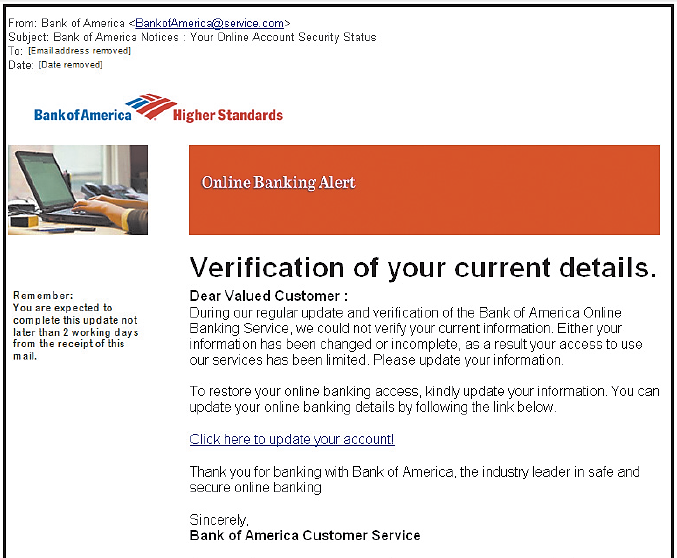 From: Bank of America <BankofAmerica@service.com>
Subject: Bank of America Notices : Your Online Account Security Status
To: [Email address removed]
Date: [Date removed]
Bank of America Higher Standards
Online Banking Alert
Verification of your current details.
Remember:
You are expected to
complete this update not
later than 2 working days
from the receipt of this
mail.
Dear Valued Customer :
During our regular update and verification of the Bank of America Online
Banking Service, we could not verify your current information. Either your
information has been changed or incomplete, as a result your access to use
our services has been limited. Please update your information.
To restore your online banking access, kindly update your information. You can
update your online banking details by following the link below.
Click here to update your account!
Thank you for banking with Bank of America, the industry leader in safe and
secure online banking
Sincerely,
Bank of America Customer Service